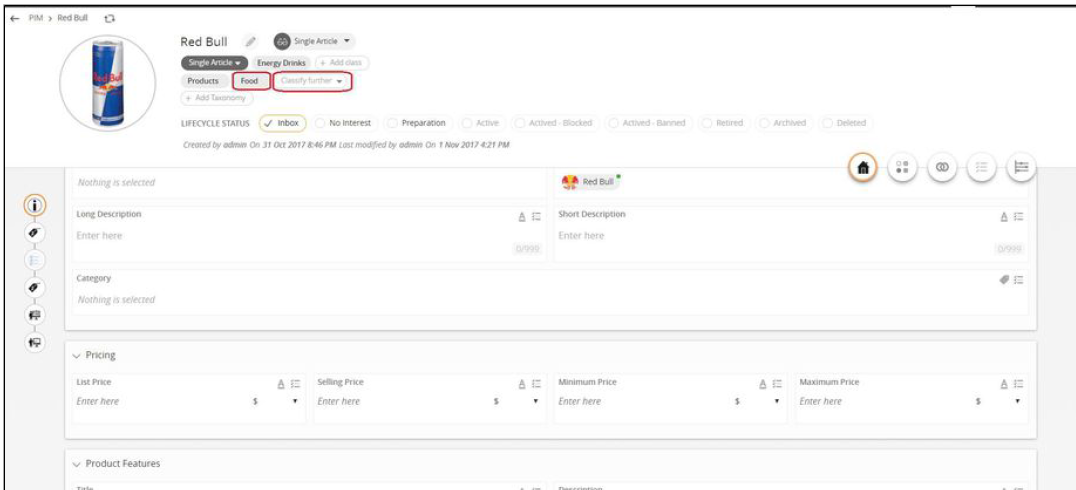 PIM > Red Bull
Red Bull Single Article
Single Article Energy Drinks + Add class
Products Food Classify further
+ Add Taxonomy
LIFECYCLE STATUS Inbox No Interest Preparation Active Actived - Blocked Actived - Banned Retired Archived Deleted
Created by admin On 31 Oct 2017 8:46 PM Last modified by admin On 1 Nov 2017 4:21 PM
Nothing is selected Red Bull
Long Description Short Description
Enter here Enter here
0/999 0/999
Category
Nothing is selected
Pricing
List Price Selling Price Minimum Price Maximum Price
Enter here $ Enter here $ Enter here $ Enter here $
Product Features
Title Description